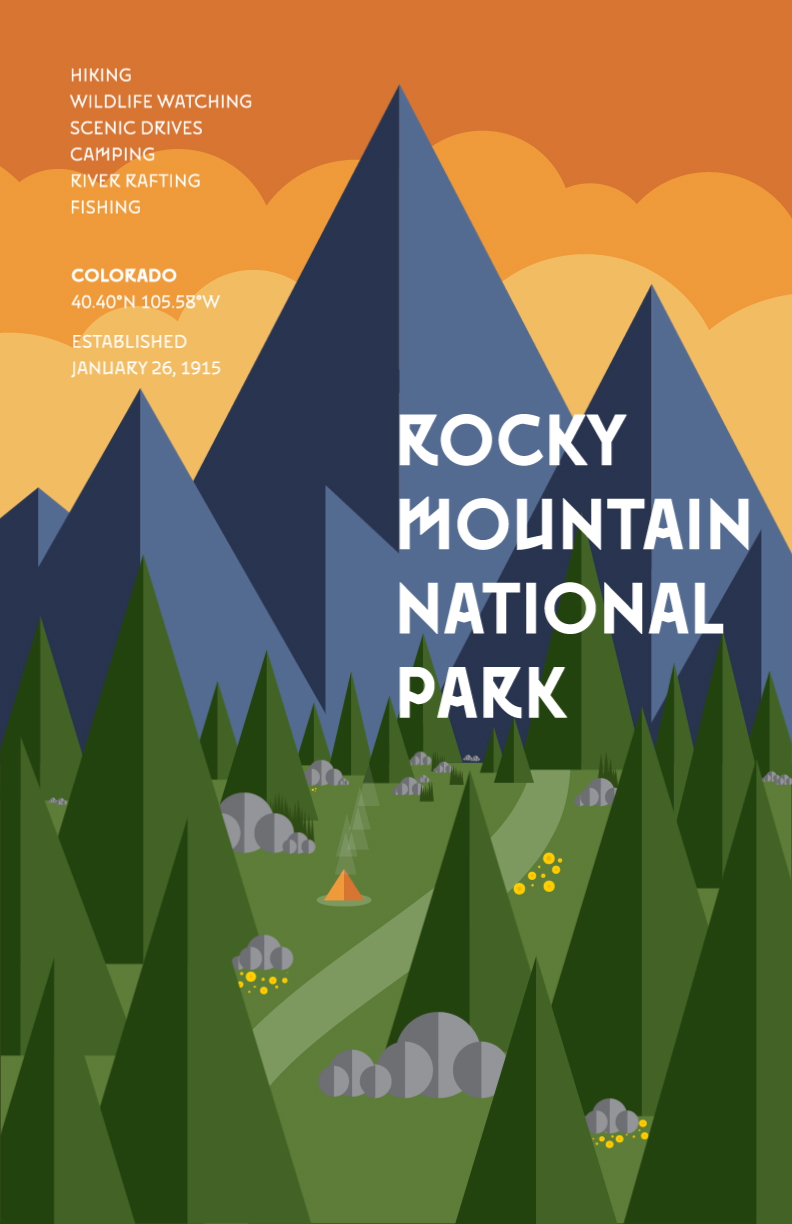 HIKING
WILDLIFE WATCHING
SCENIC DRIVES
CAMPING
RIVER RAFTING
FISHING
COLORADO
40.40°N 105.58°W
ESTABLISHED
JANUARY 26, 1915
ROCKY
MOUNTAIN
NATIONAL
PARK